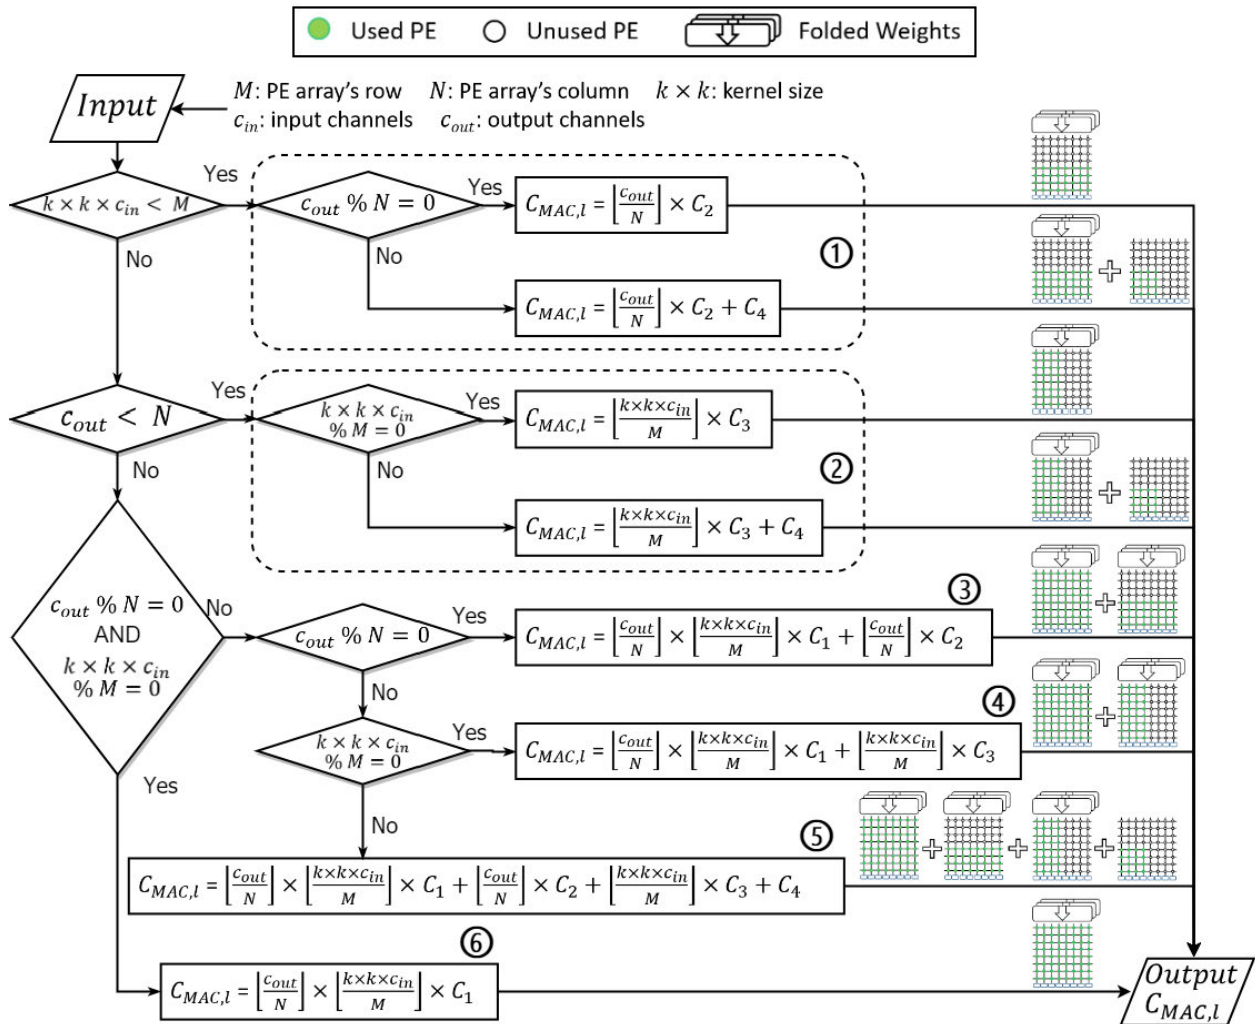 Used PE Unused PE Folded Weights
Input
M: PE array's row N: PE array's column k × k: kernel size
c_in: input channels c_out: output channels
k × k × c_in < M
Yes
No
c_out % N = 0
Yes
No
C_MAC,l = ⌊c_out/N⌋ × C_2
①
C_MAC,l = ⌊c_out/N⌋ × C_2 + C_4
c_out < N
Yes
No
k × k × c_in
% M = 0
Yes
No
C_MAC,l = ⌊k×k×c_in/M⌋ × C_3
②
C_MAC,l = ⌊k×k×c_in/M⌋ × C_3 + C_4
c_out % N = 0
AND
k × k × c_in
% M = 0
No
Yes
c_out % N = 0
Yes
No
③
C_MAC,l = ⌊c_out/N⌋ × ⌊k×k×c_in/M⌋ × C_1 + ⌊c_out/N⌋ × C_2
k × k × c_in
% M = 0
Yes
No
④
C_MAC,l = ⌊c_out/N⌋ × ⌊k×k×c_in/M⌋ × C_1 + ⌊k×k×c_in/M⌋ × C_3
⑤
C_MAC,l = ⌊c_out/N⌋ × ⌊k×k×c_in/M⌋ × C_1 + ⌊c_out/N⌋ × C_2 + ⌊k×k×c_in/M⌋ × C_3 + C_4
⑥
C_MAC,l = ⌊c_out/N⌋ × ⌊k×k×c_in/M⌋ × C_1
Output
C_MAC,l